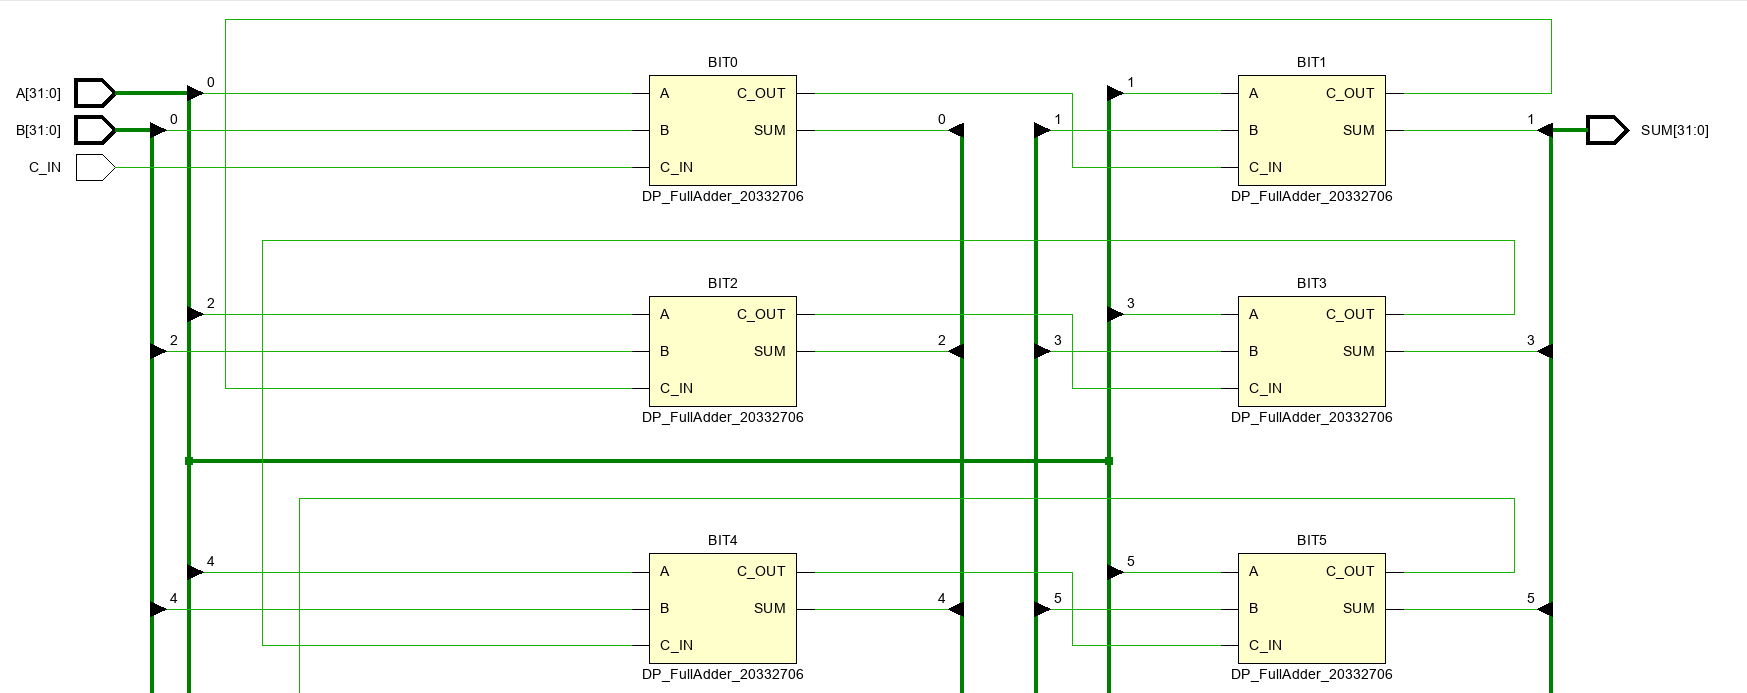 BIT0
BIT1
A[31:0]
0
A
C_OUT
1
A
C_OUT
B[31:0]
0
B
SUM
0
1
B
SUM
1
SUM[31:0]
C_IN
C_IN
C_IN
DP_FullAdder_20332706
DP_FullAdder_20332706
BIT2
BIT3
2
A
C_OUT
3
A
C_OUT
2
B
SUM
2
3
B
SUM
3
C_IN
C_IN
DP_FullAdder_20332706
DP_FullAdder_20332706
BIT4
BIT5
4
A
C_OUT
5
A
C_OUT
4
B
SUM
4
5
B
SUM
5
C_IN
C_IN
DP_FullAdder_20332706
DP_FullAdder_20332706